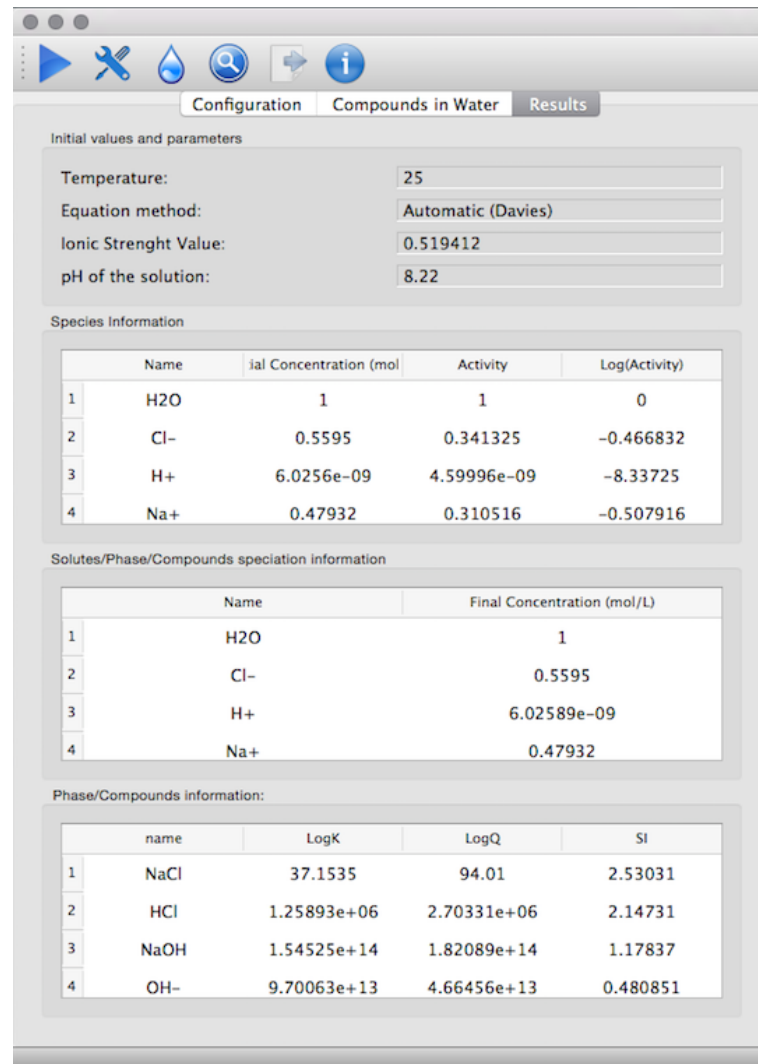 Configuration Compounds in Water Results
Initial values and parameters
Temperature: 25
Equation method: Automatic (Davies)
Ionic Strenght Value: 0.519412
pH of the solution: 8.22
Species Information
Name ial Concentration (mol Activity Log(Activity)
1 H2O 1 1 0
2 Cl- 0.5595 0.341325 -0.466832
3 H+ 6.0256e-09 4.59996e-09 -8.33725
4 Na+ 0.47932 0.310516 -0.507916
Solutes/Phase/Compounds speciation information
Name Final Concentration (mol/L)
1 H2O 1
2 Cl- 0.5595
3 H+ 6.02589e-09
4 Na+ 0.47932
Phase/Compounds information:
name LogK LogQ SI
1 NaCl 37.1535 94.01 2.53031
2 HCl 1.25893e+06 2.70331e+06 2.14731
3 NaOH 1.54525e+14 1.82089e+14 1.17837
4 OH- 9.70063e+13 4.66456e+13 0.480851